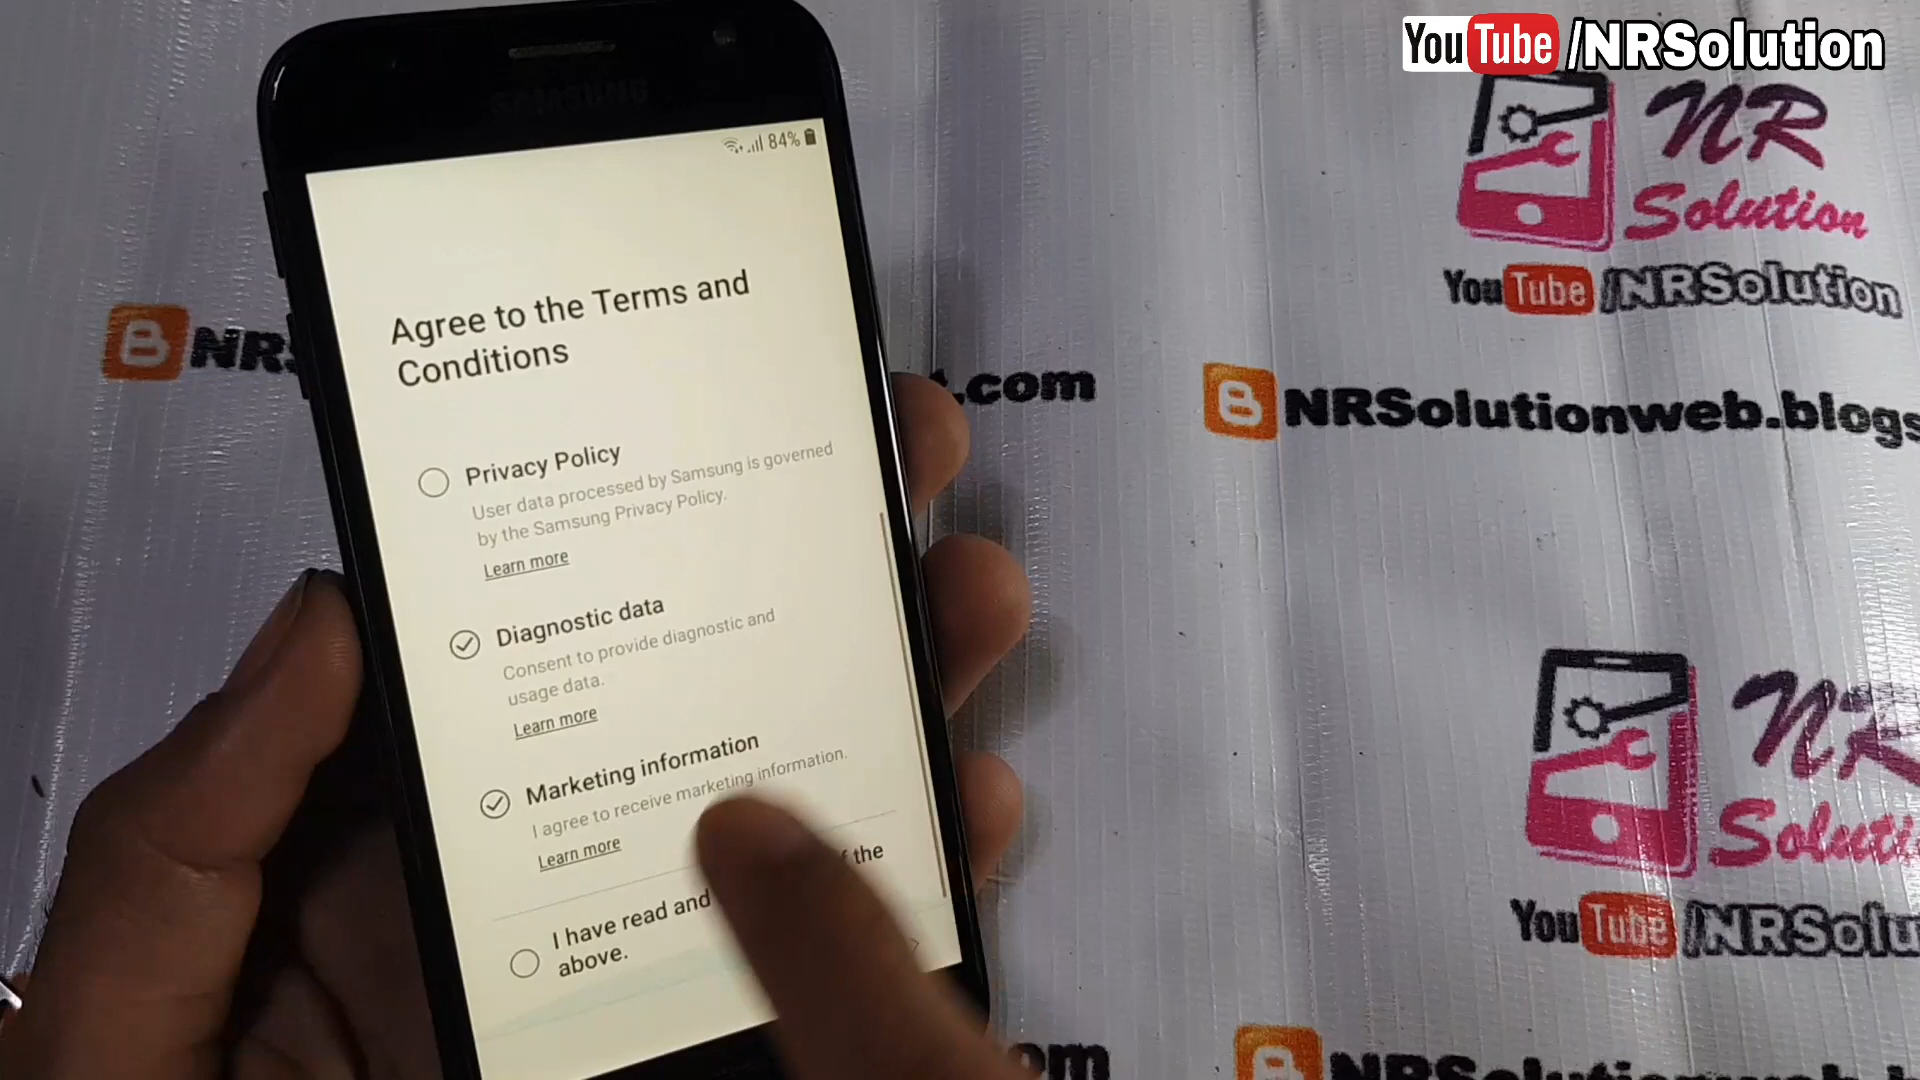 YouTube/NRSolution
SAMSUNG
84%
Agree to the Terms and
Conditions
Privacy Policy
User data processed by Samsung is governed
by the Samsung Privacy Policy.
Learn more
Diagnostic data
Consent to provide diagnostic and
usage data.
Learn more
Marketing information
I agree to receive marketing information.
Learn more
I have read and
the
above.
NR
Solution
YouTube/NRSolution
.com
NRSolutionweb.blogs
NR
YouTube/NRSolu